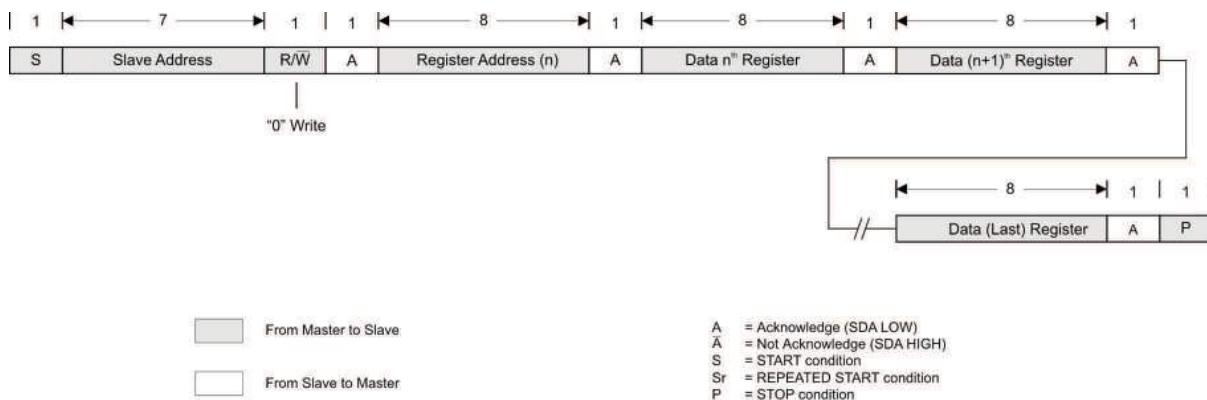 1 7 1 1 8 1 8 1 8 1
S Slave Address R/W̅ A Register Address (n) A Data nᵗʰ Register A Data (n+1)ᵗʰ Register A
“0” Write
8 1 1
Data (Last) Register A P
From Master to Slave
From Slave to Master
A = Acknowledge (SDA LOW)
A̅ = Not Acknowledge (SDA HIGH)
S = START condition
Sr = REPEATED START condition
P = STOP condition